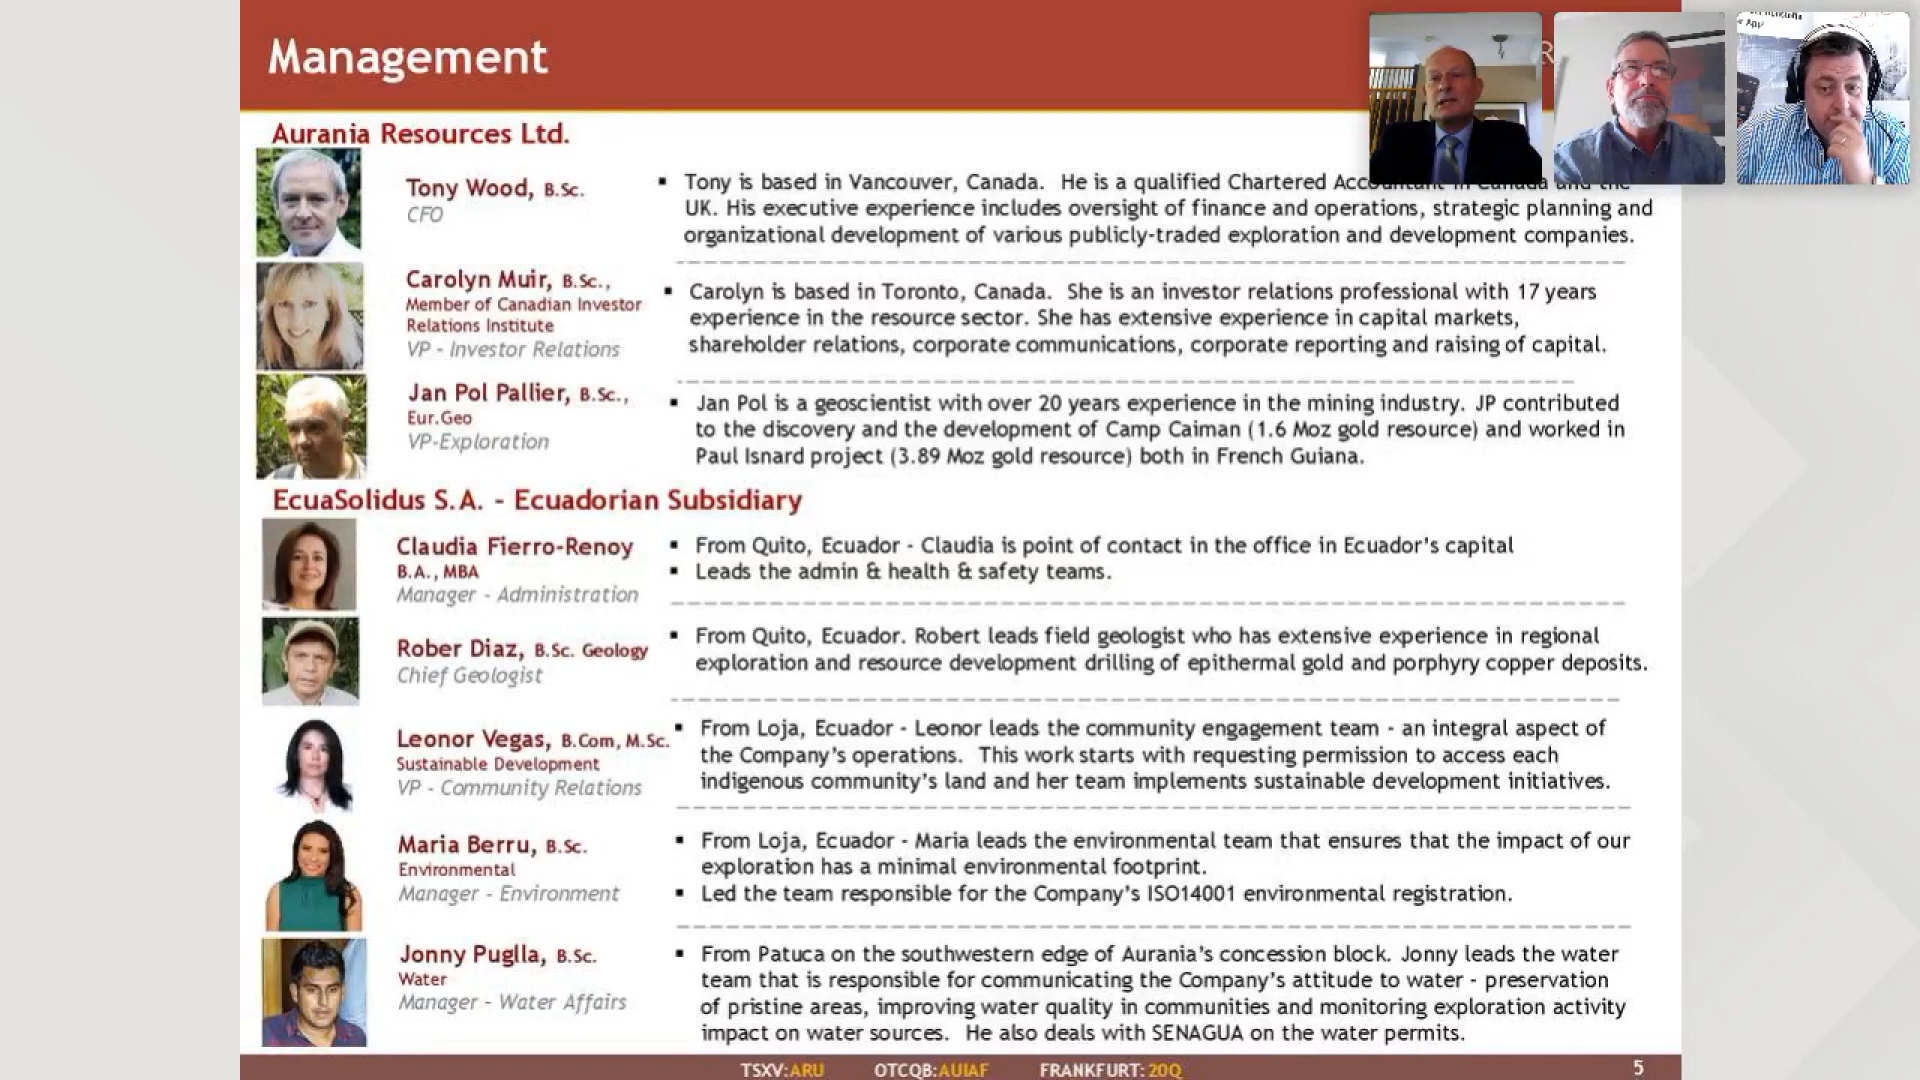 Management
Aurania Resources Ltd.
Tony Wood, B.Sc.
CFO
▪ Tony is based in Vancouver, Canada. He is a qualified Chartered Accountant in Canada and the
UK. His executive experience includes oversight of finance and operations, strategic planning and
organizational development of various publicly-traded exploration and development companies.
Carolyn Muir, B.Sc.,
Member of Canadian Investor
Relations Institute
VP - Investor Relations
▪ Carolyn is based in Toronto, Canada. She is an investor relations professional with 17 years
experience in the resource sector. She has extensive experience in capital markets,
shareholder relations, corporate communications, corporate reporting and raising of capital.
Jan Pol Pallier, B.Sc.,
Eur.Geo
VP-Exploration
▪ Jan Pol is a geoscientist with over 20 years experience in the mining industry. JP contributed
to the discovery and the development of Camp Caiman (1.6 Moz gold resource) and worked in
Paul Isnard project (3.89 Moz gold resource) both in French Guiana.
EcuaSolidus S.A. - Ecuadorian Subsidiary
Claudia Fierro-Renoy
B.A., MBA
Manager - Administration
▪ From Quito, Ecuador - Claudia is point of contact in the office in Ecuador's capital
▪ Leads the admin & health & safety teams.
Rober Diaz, B.Sc. Geology
Chief Geologist
▪ From Quito, Ecuador. Robert leads field geologist who has extensive experience in regional
exploration and resource development drilling of epithermal gold and porphyry copper deposits.
Leonor Vegas, B.Com, M.Sc.
Sustainable Development
VP - Community Relations
▪ From Loja, Ecuador - Leonor leads the community engagement team - an integral aspect of
the Company's operations. This work starts with requesting permission to access each
indigenous community's land and her team implements sustainable development initiatives.
Maria Berru, B.Sc.
Environmental
Manager - Environment
▪ From Loja, Ecuador - Maria leads the environmental team that ensures that the impact of our
exploration has a minimal environmental footprint.
▪ Led the team responsible for the Company's ISO14001 environmental registration.
Jonny Puglla, B.Sc.
Water
Manager - Water Affairs
▪ From Patuca on the southwestern edge of Aurania's concession block. Jonny leads the water
team that is responsible for communicating the Company's attitude to water - preservation
of pristine areas, improving water quality in communities and monitoring exploration activity
impact on water sources. He also deals with SENAGUA on the water permits.
TSXV:ARU OTCQB:AUIAF FRANKFURT:20Q
5